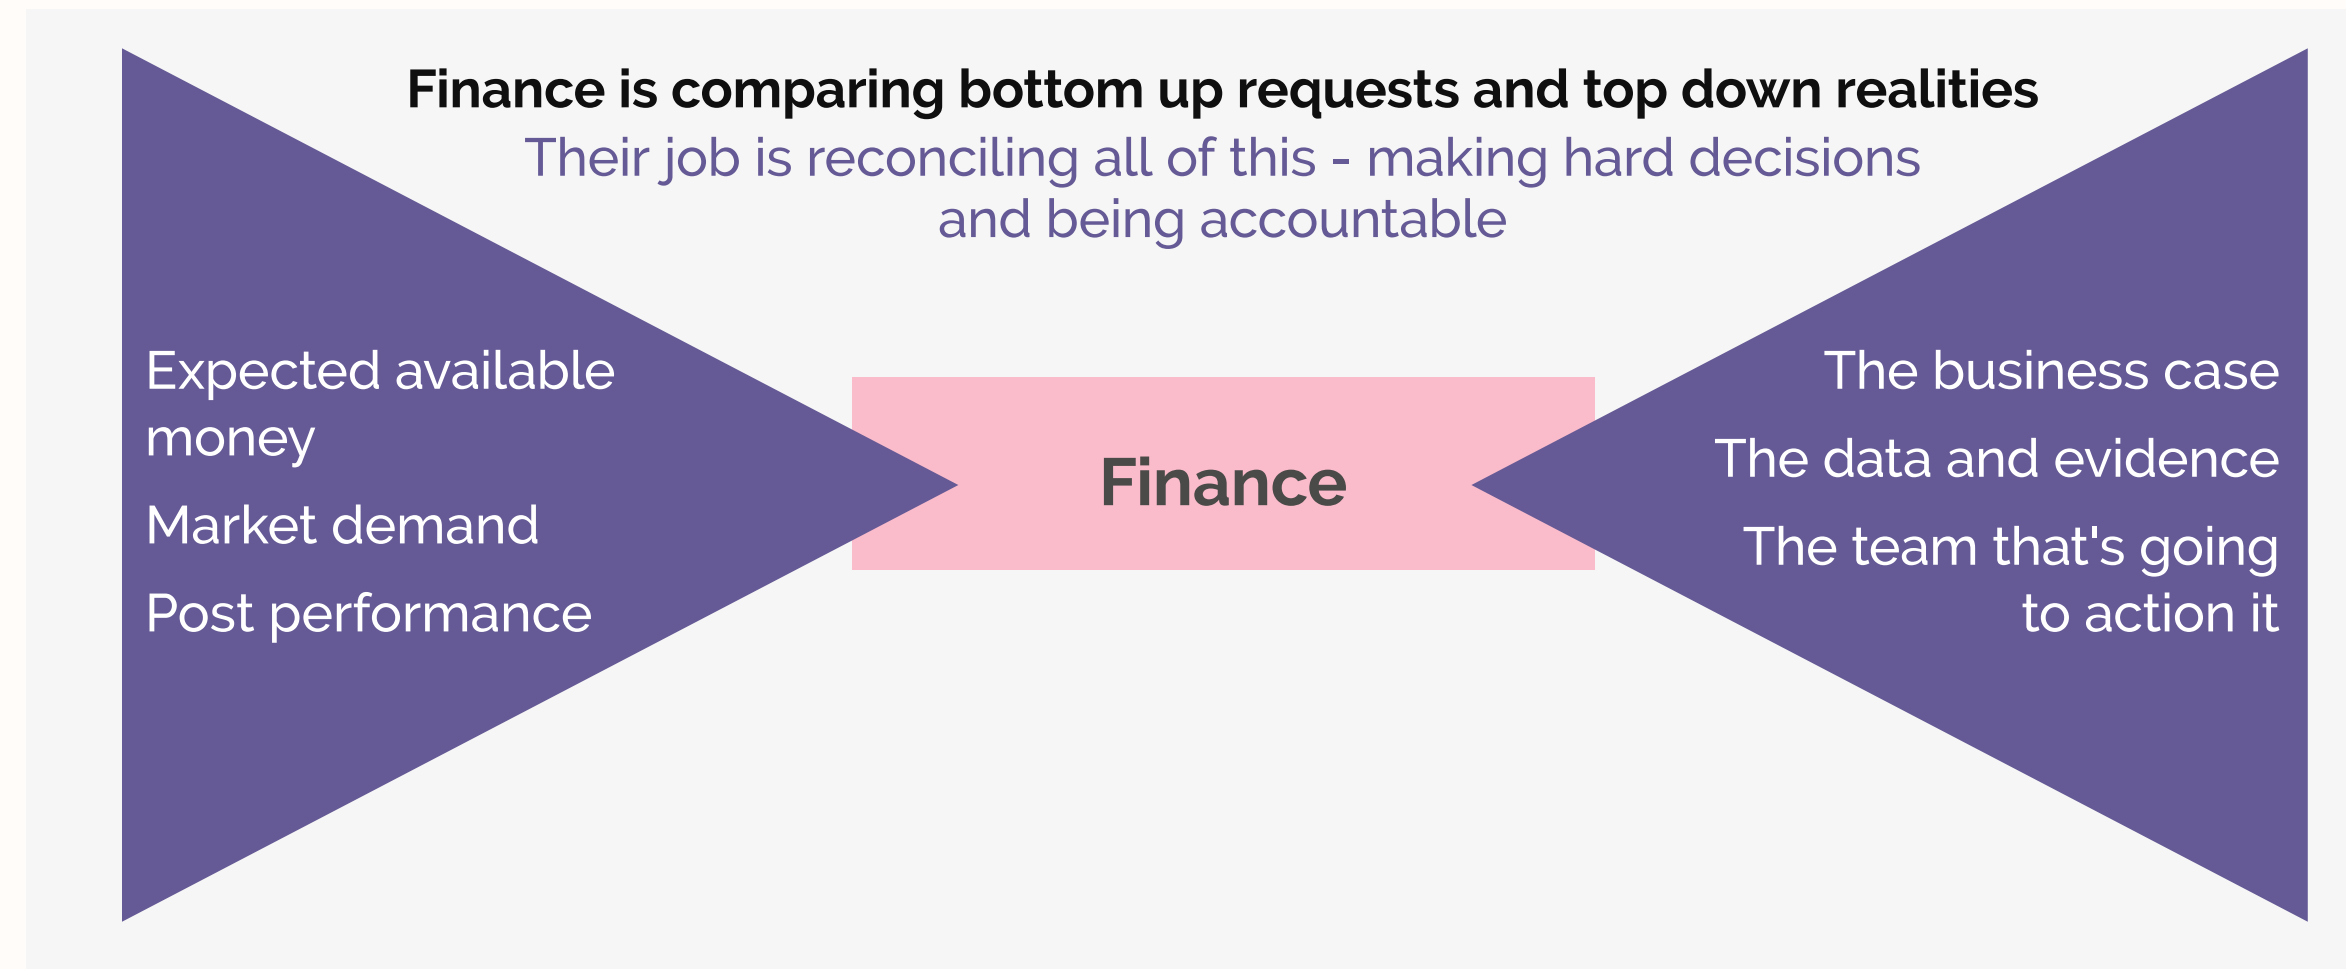 Finance is comparing bottom up requests and top down realities
Their job is reconciling all of this - making hard decisions
and being accountable
Expected available
money
Market demand
Post performance
Finance
The business case
The data and evidence
The team that's going
to action it